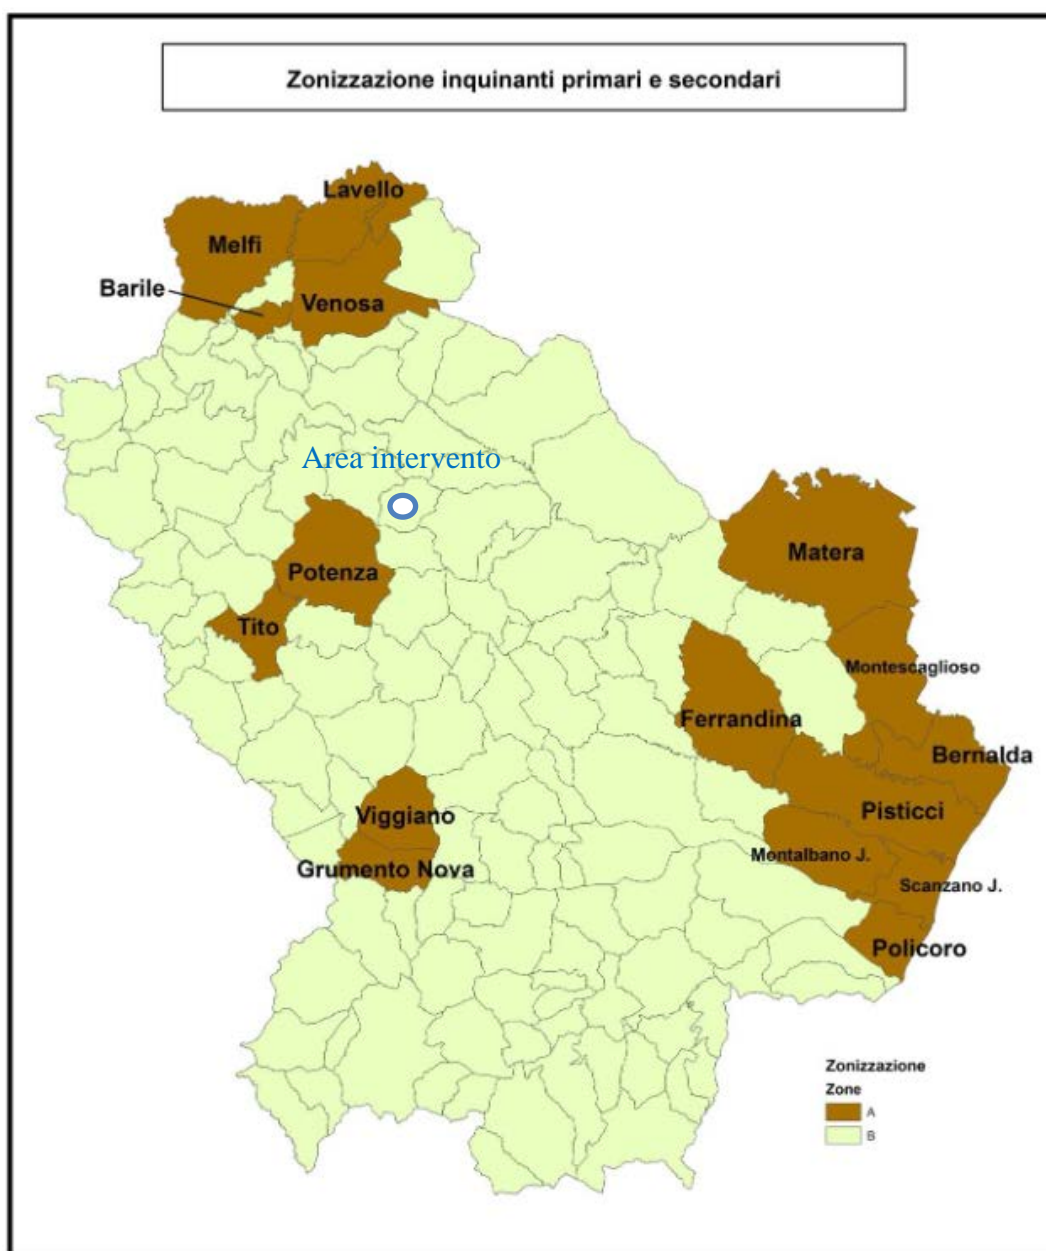 Zonizzazione inquinanti primari e secondari
Lavello
Melfi
Barile
Venosa
Area intervento
Potenza
Matera
Tito
Montescaglioso
Ferrandina
Bernalda
Viggiano
Pisticci
Montalbano J.
Grumento Nova
Scanzano J.
Policoro
Zonizzazione
Zone
A
B